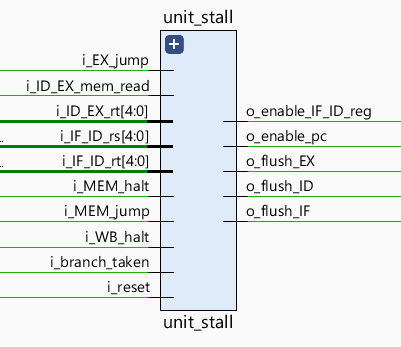 unit_stall
i_EX_jump
i_ID_EX_mem_read
i_ID_EX_rt[4:0]
i_IF_ID_rs[4:0]
i_IF_ID_rt[4:0]
i_MEM_halt
i_MEM_jump
i_WB_halt
i_branch_taken
i_reset
o_enable_IF_ID_reg
o_enable_pc
o_flush_EX
o_flush_ID
o_flush_IF
unit_stall